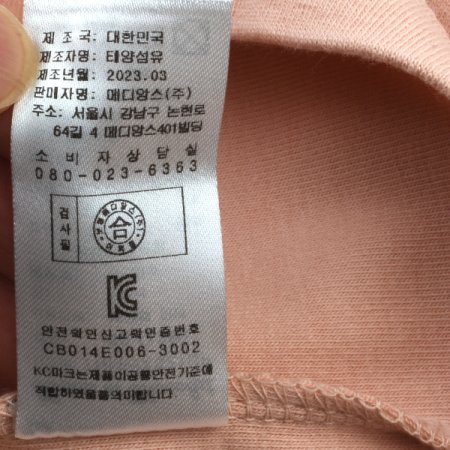 제 조 국: 대한민국
제조자명: 태양섬유
제조년월: 2023.03
판매자명: 메디앙스(주)
주소: 서울시 강남구 논현로
64길 4 메디앙스401빌딩
소 비 자 상 담 실
080-023-6363
검사필
합
안전확인신고확인증번호
CB014E006-3002
KC마크는제품이공통안전기준에
적합하였음을의미합니다.